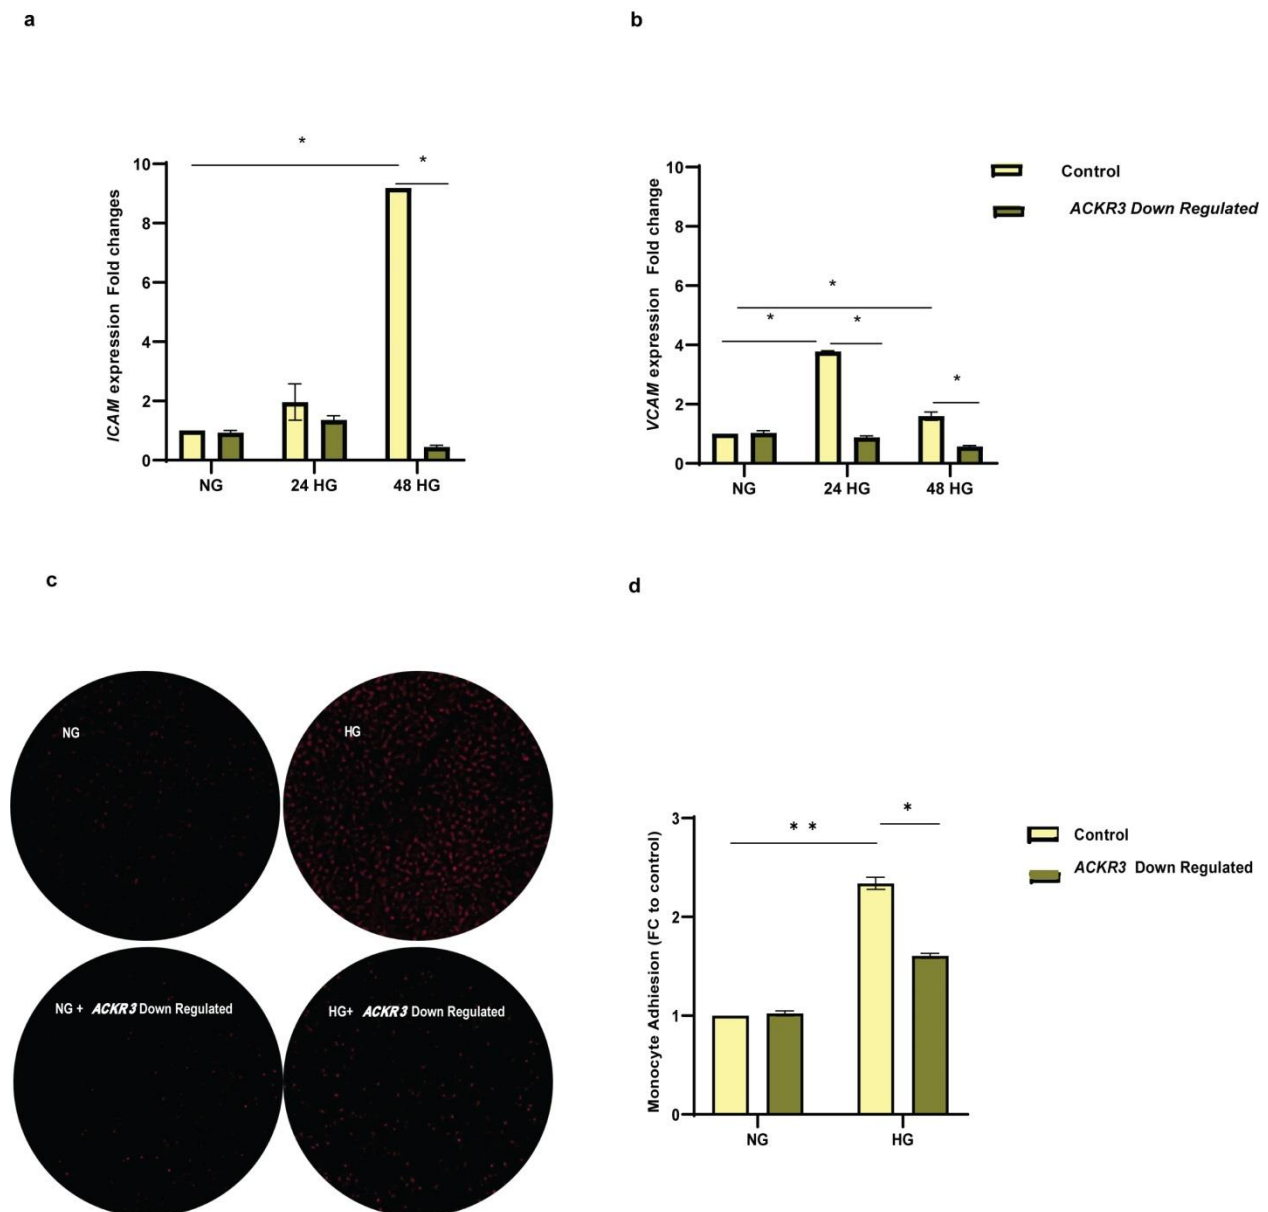 a
b
*
*
10
8
6
4
2
0
ICAM expression Fold changes
NG
24 HG
48 HG
*
*
*
*
10
8
6
4
2
0
VCAM expression Fold change
NG
24 HG
48 HG
Control
ACKR3 Down Regulated
c
d
NG
HG
NG + ACKR3 Down Regulated
HG+ ACKR3 Down Regulated
* *
*
3
2
1
0
Monocyte Adhiesion (FC to control)
NG
HG
Control
ACKR3 Down Regulated